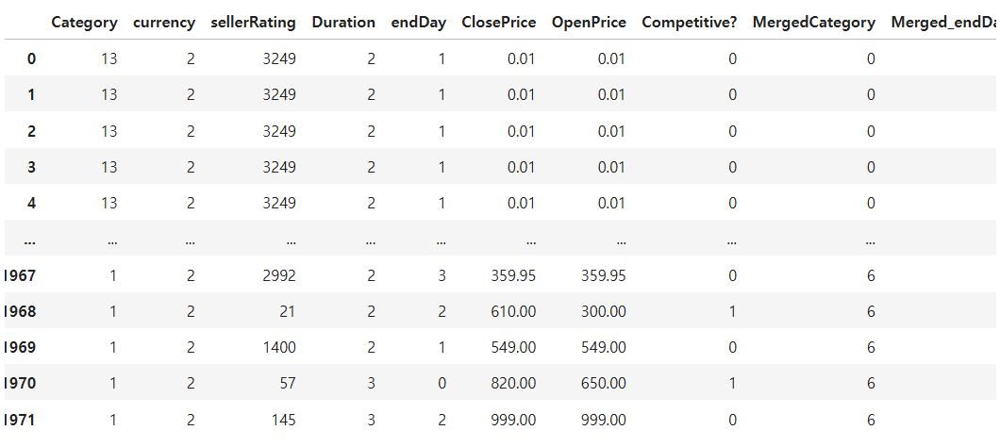 Category currency sellerRating Duration endDay ClosePrice OpenPrice Competitive? MergedCategory Merged_endDa
0 13 2 3249 2 1 0.01 0.01 0 0
1 13 2 3249 2 1 0.01 0.01 0 0
2 13 2 3249 2 1 0.01 0.01 0 0
3 13 2 3249 2 1 0.01 0.01 0 0
4 13 2 3249 2 1 0.01 0.01 0 0
... ... ... ... ... ... ... ... ... ...
1967 1 2 2992 2 3 359.95 359.95 0 6
1968 1 2 21 2 2 610.00 300.00 1 6
1969 1 2 1400 2 1 549.00 549.00 0 6
1970 1 2 57 3 0 820.00 650.00 1 6
1971 1 2 145 3 2 999.00 999.00 0 6